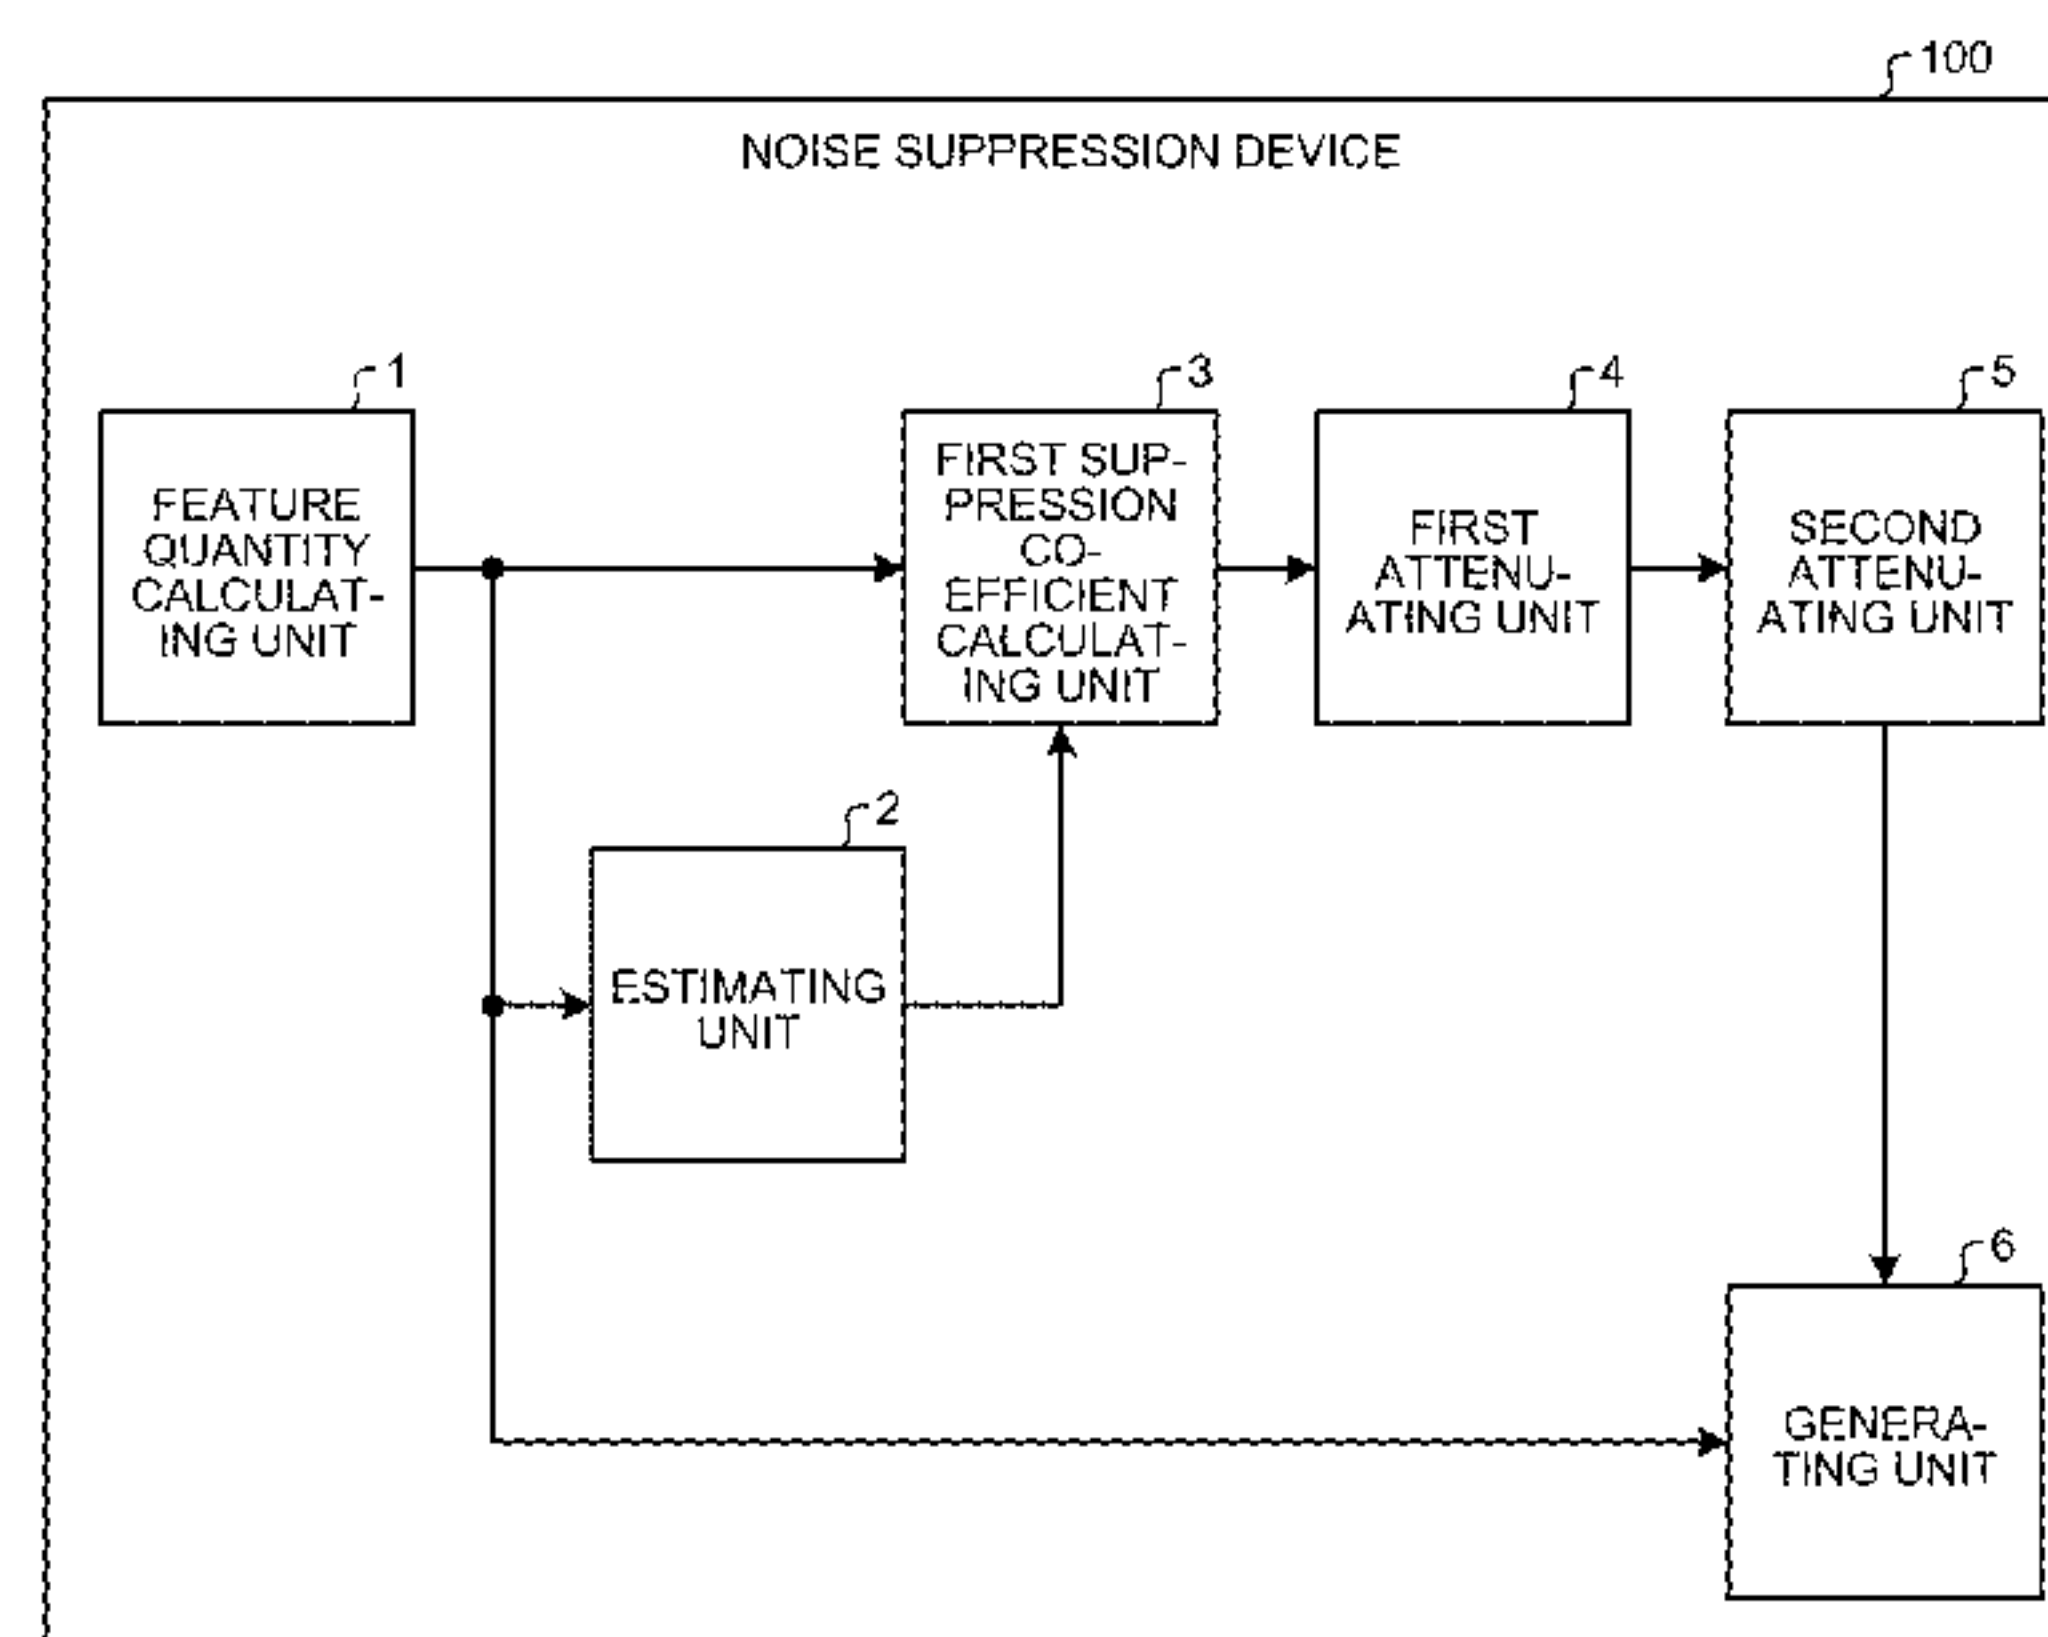 100
NOISE SUPPRESSION DEVICE
1
FEATURE
QUANTITY
CALCULAT-
ING UNIT
3
FIRST SUP-
PRESSION
CO-
EFFICIENT
CALCULAT-
ING UNIT
4
FIRST
ATTENU-
ATING UNIT
5
SECOND
ATTENU-
ATING UNIT
2
ESTIMATING
UNIT
6
GENERA-
TING UNIT